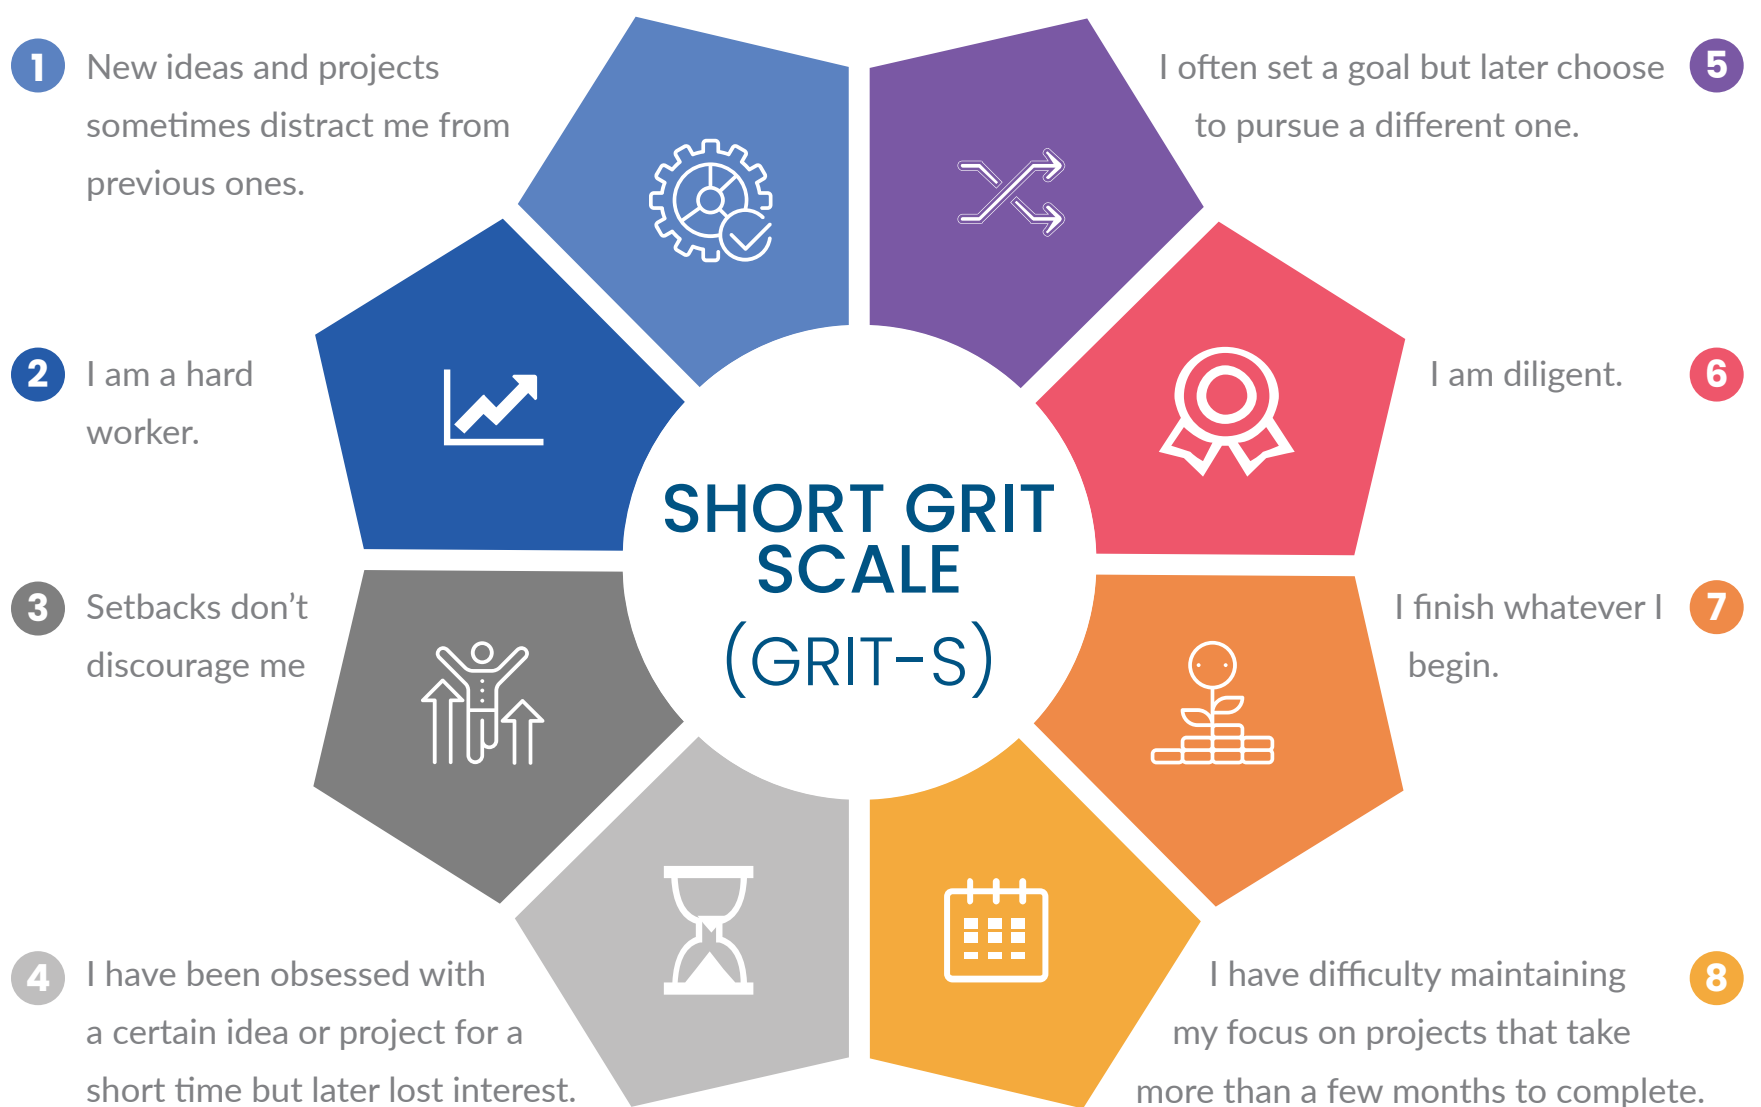 1
New ideas and projects
sometimes distract me from
previous ones.
2
I am a hard
worker.
3
Setbacks don’t
discourage me
4
I have been obsessed with
a certain idea or project for a
short time but later lost interest.
SHORT GRIT
SCALE
(GRIT-S)
5
I often set a goal but later choose
to pursue a different one.
6
I am diligent.
7
I finish whatever I
begin.
8
I have difficulty maintaining
my focus on projects that take
more than a few months to complete.